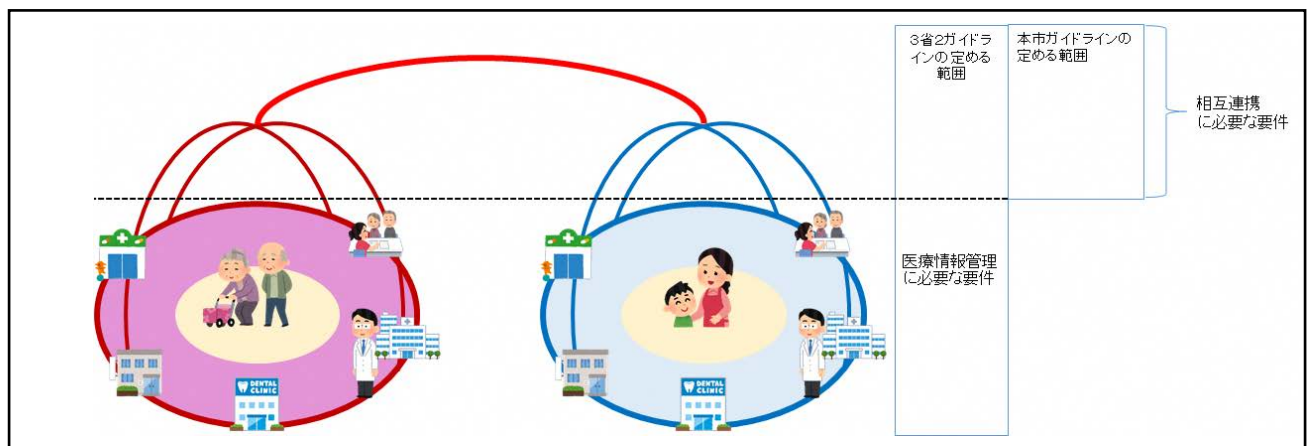 3省2ガイドラ
インの定める
範囲
本市ガイドラインの
定める範囲
相互連携
に必要な要件
医療情報管理
に必要な要件
DENTAL
CLINIC
DENTAL
CLINIC